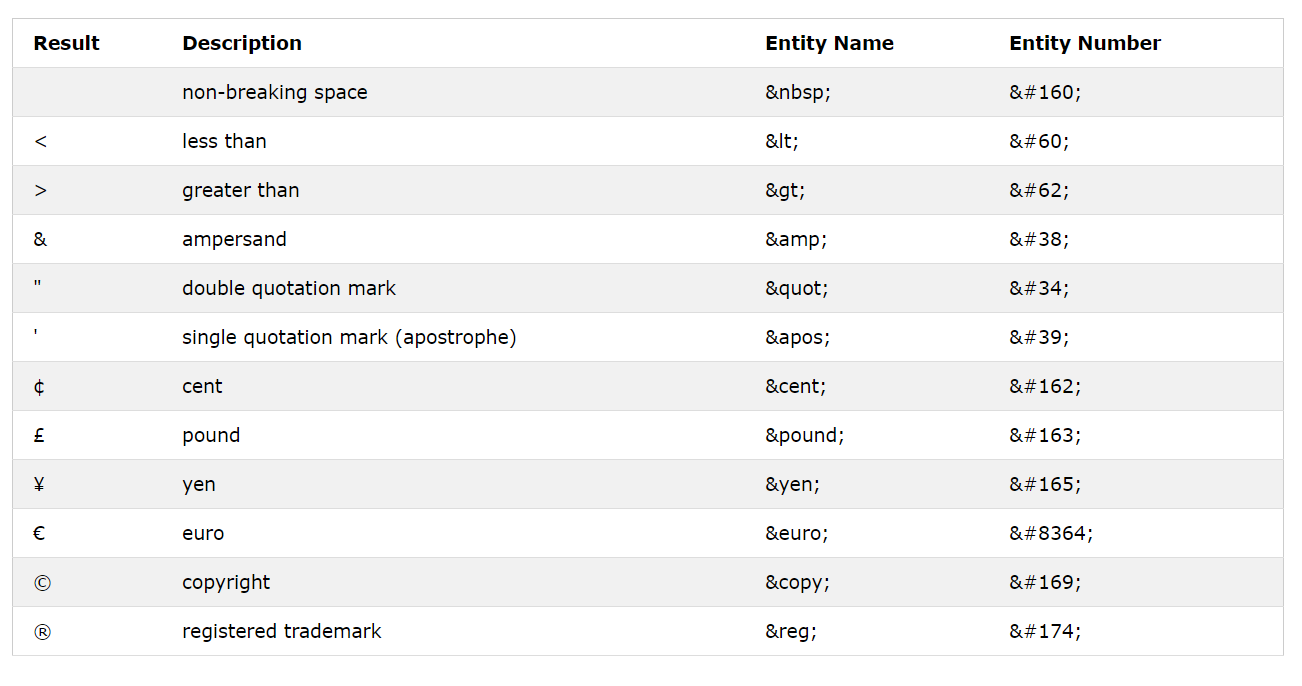 Result Description Entity Name Entity Number
non-breaking space &nbsp; &#160;
< less than &lt; &#60;
> greater than &gt; &#62;
& ampersand &amp; &#38;
" double quotation mark &quot; &#34;
' single quotation mark (apostrophe) &apos; &#39;
¢ cent &cent; &#162;
£ pound &pound; &#163;
¥ yen &yen; &#165;
€ euro &euro; &#8364;
© copyright &copy; &#169;
® registered trademark &reg; &#174;